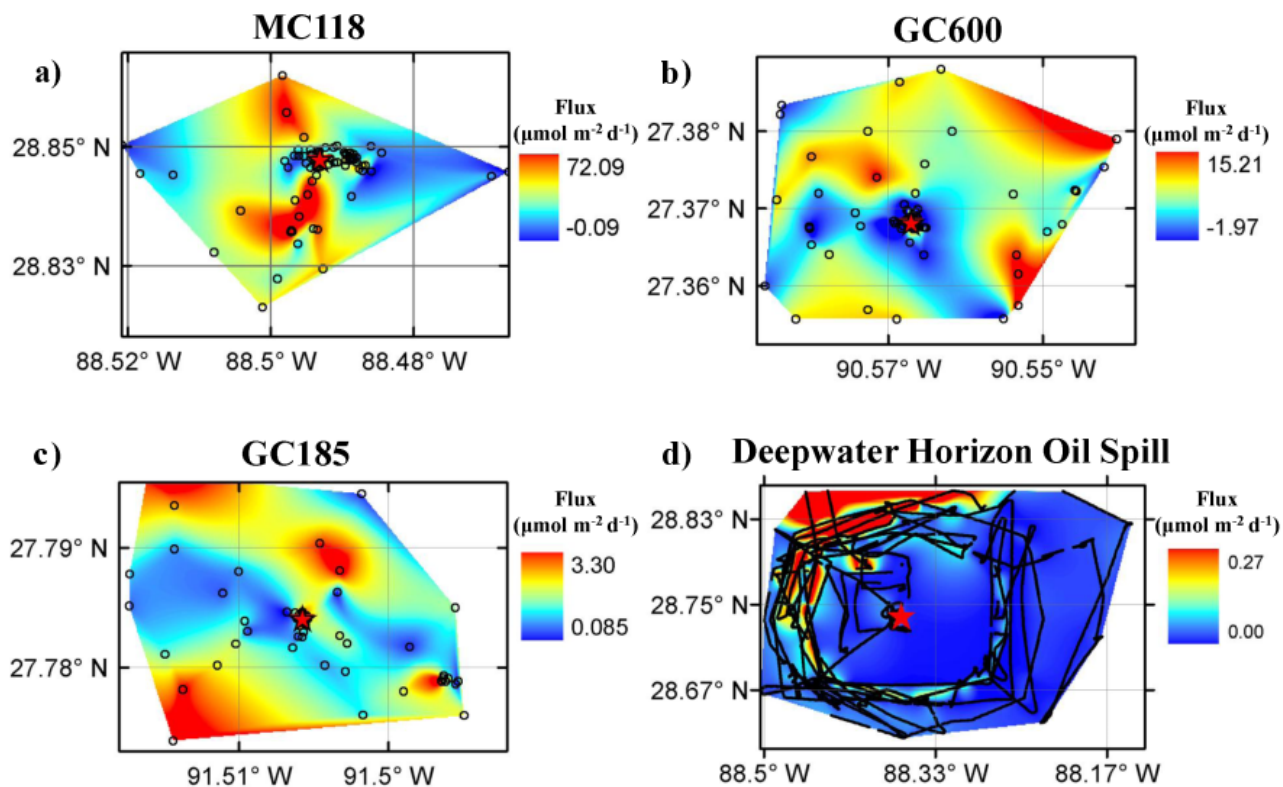 MC118
a)
Flux
(μmol m⁻² d⁻¹)
72.09
-0.09
28.85° N
28.83° N
88.52° W
88.5° W
88.48° W
GC600
b)
Flux
(μmol m⁻² d⁻¹)
15.21
-1.97
27.38° N
27.37° N
27.36° N
90.57° W
90.55° W
GC185
c)
Flux
(μmol m⁻² d⁻¹)
3.30
0.085
27.79° N
27.78° N
91.51° W
91.5° W
d) Deepwater Horizon Oil Spill
Flux
(μmol m⁻² d⁻¹)
0.27
0.00
28.83° N
28.75° N
28.67° N
88.5° W
88.33° W
88.17° W